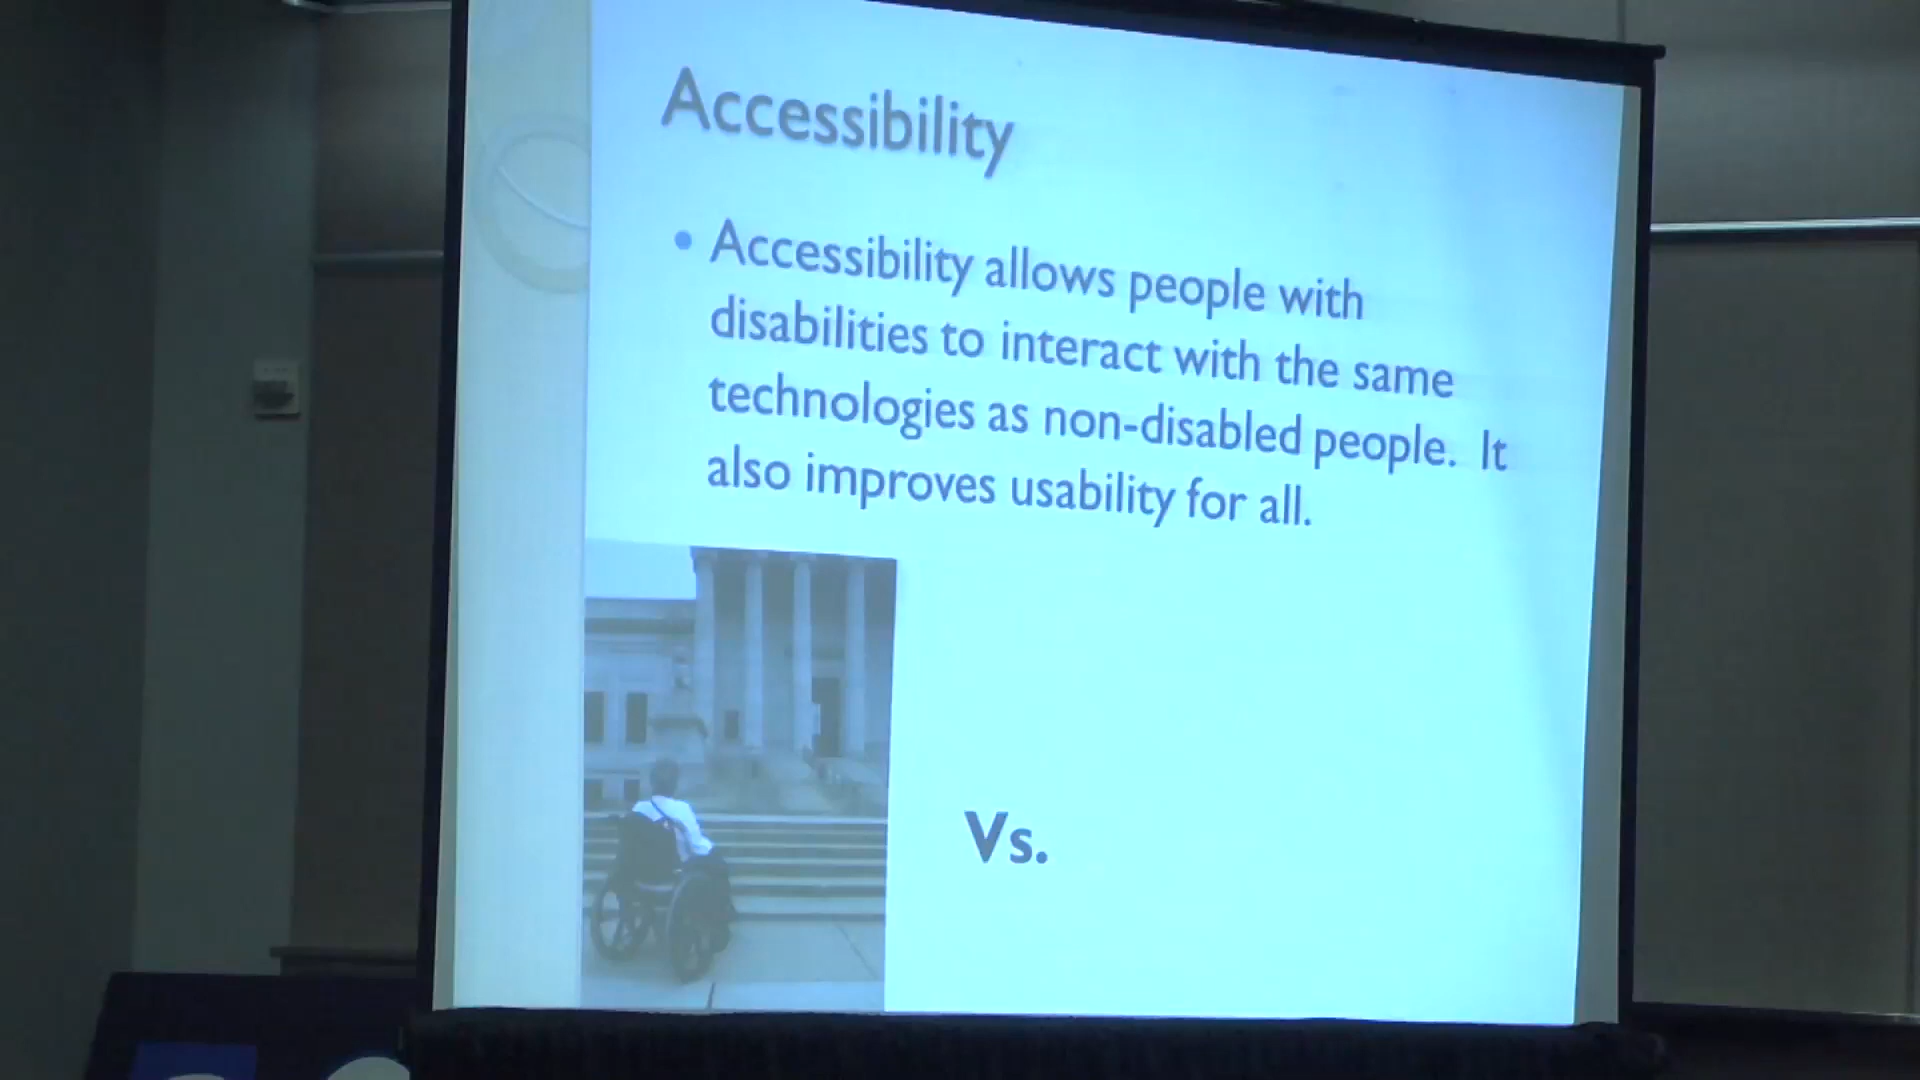 Accessibility
• Accessibility allows people with
disabilities to interact with the same
technologies as non-disabled people. It
also improves usability for all.
Vs.